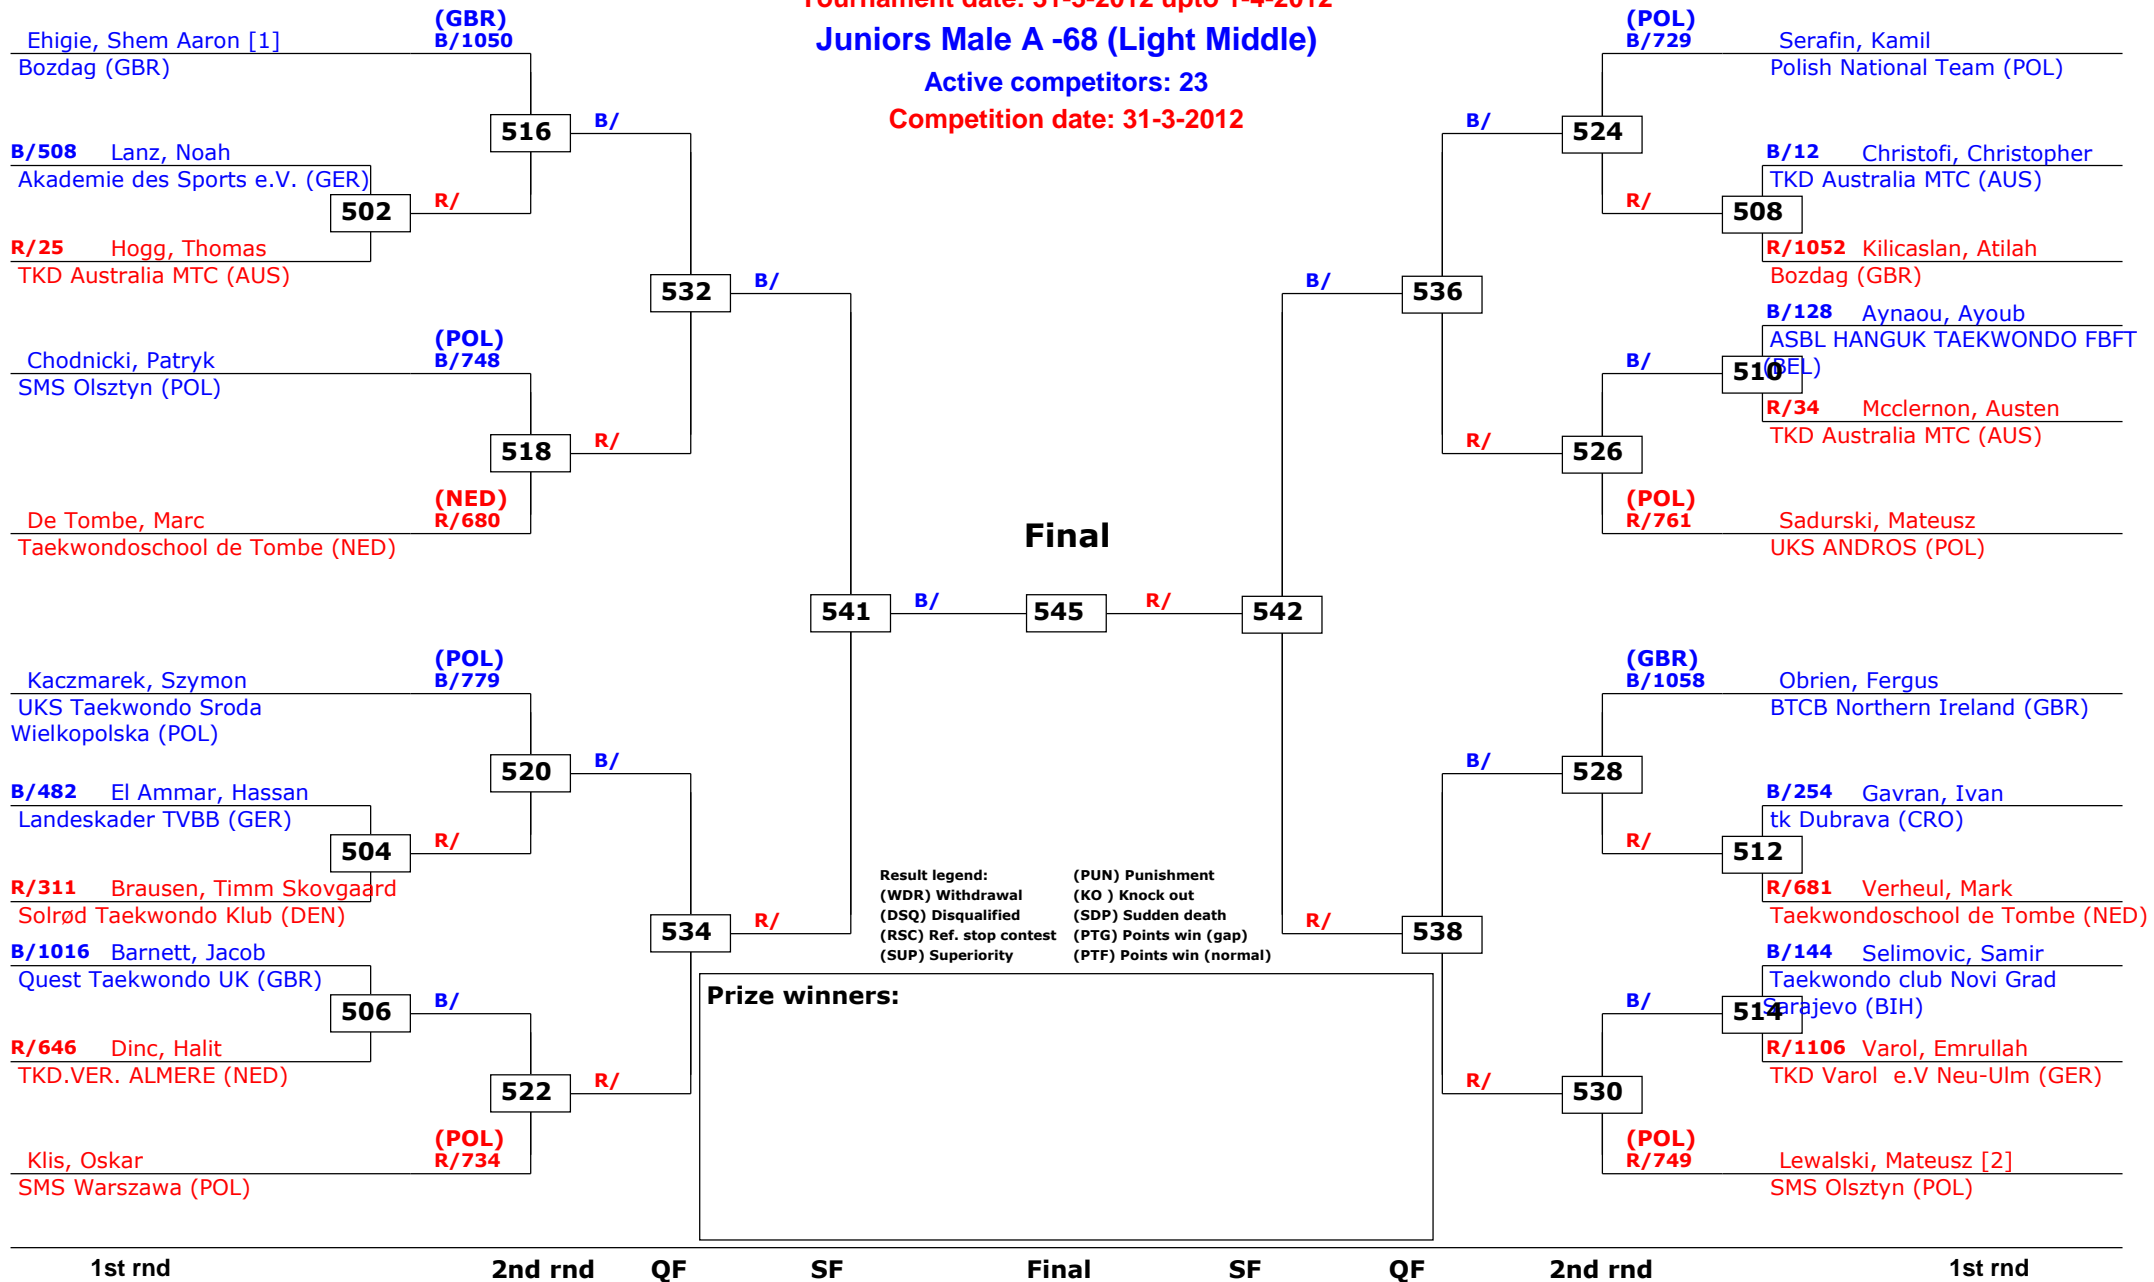 Tournament date: 31-3-2012 upto 1-4-2012
Juniors Male A -68 (Light Middle)
Active competitors: 23
Competition date: 31-3-2012
(GBR)
Ehigie, Shem Aaron [1] B/1050
Bozdag (GBR)
516
B/
B/508 Lanz, Noah
Akademie des Sports e.V. (GER)
502
R/
R/25 Hogg, Thomas
TKD Australia MTC (AUS)
532
B/
(POL)
Chodnicki, Patryk B/748
SMS Olsztyn (POL)
518
R/
(NED)
De Tombe, Marc R/680
Taekwondoschool de Tombe (NED)
541
B/
(POL)
Kaczmarek, Szymon B/779
UKS Taekwondo Sroda
Wielkopolska (POL)
520
B/
B/482 El Ammar, Hassan
Landeskader TVBB (GER)
504
R/
R/311 Brausen, Timm Skovgaard
Solrød Taekwondo Klub (DEN)
534
R/
B/1016 Barnett, Jacob
Quest Taekwondo UK (GBR)
506
B/
R/646 Dinc, Halit
TKD.VER. ALMERE (NED)
522
R/
(POL)
Klis, Oskar R/734
SMS Warszawa (POL)
Final
545
(POL)
B/729 Serafin, Kamil
Polish National Team (POL)
B/
524
B/12 Christofi, Christopher
TKD Australia MTC (AUS)
R/
508
R/1052 Kilicaslan, Atilah
Bozdag (GBR)
B/
536
B/128 Aynaou, Ayoub
ASBL HANGUK TAEKWONDO FBFT
(BEL)
B/
510
R/34 Mcclernon, Austen
TKD Australia MTC (AUS)
R/
526
(POL)
R/761 Sadurski, Mateusz
UKS ANDROS (POL)
R/
542
(GBR)
B/1058 Obrien, Fergus
BTCB Northern Ireland (GBR)
B/
528
B/254 Gavran, Ivan
tk Dubrava (CRO)
R/
512
R/681 Verheul, Mark
Taekwondoschool de Tombe (NED)
R/
538
B/144 Selimovic, Samir
Taekwondo club Novi Grad
Sarajevo (BIH)
B/
514
R/1106 Varol, Emrullah
TKD Varol e.V Neu-Ulm (GER)
R/
530
(POL)
R/749 Lewalski, Mateusz [2]
SMS Olsztyn (POL)
Result legend: (PUN) Punishment
(WDR) Withdrawal (KO ) Knock out
(DSQ) Disqualified (SDP) Sudden death
(RSC) Ref. stop contest (PTG) Points win (gap)
(SUP) Superiority (PTF) Points win (normal)
Prize winners:
1st rnd 2nd rnd QF SF Final SF QF 2nd rnd 1st rnd